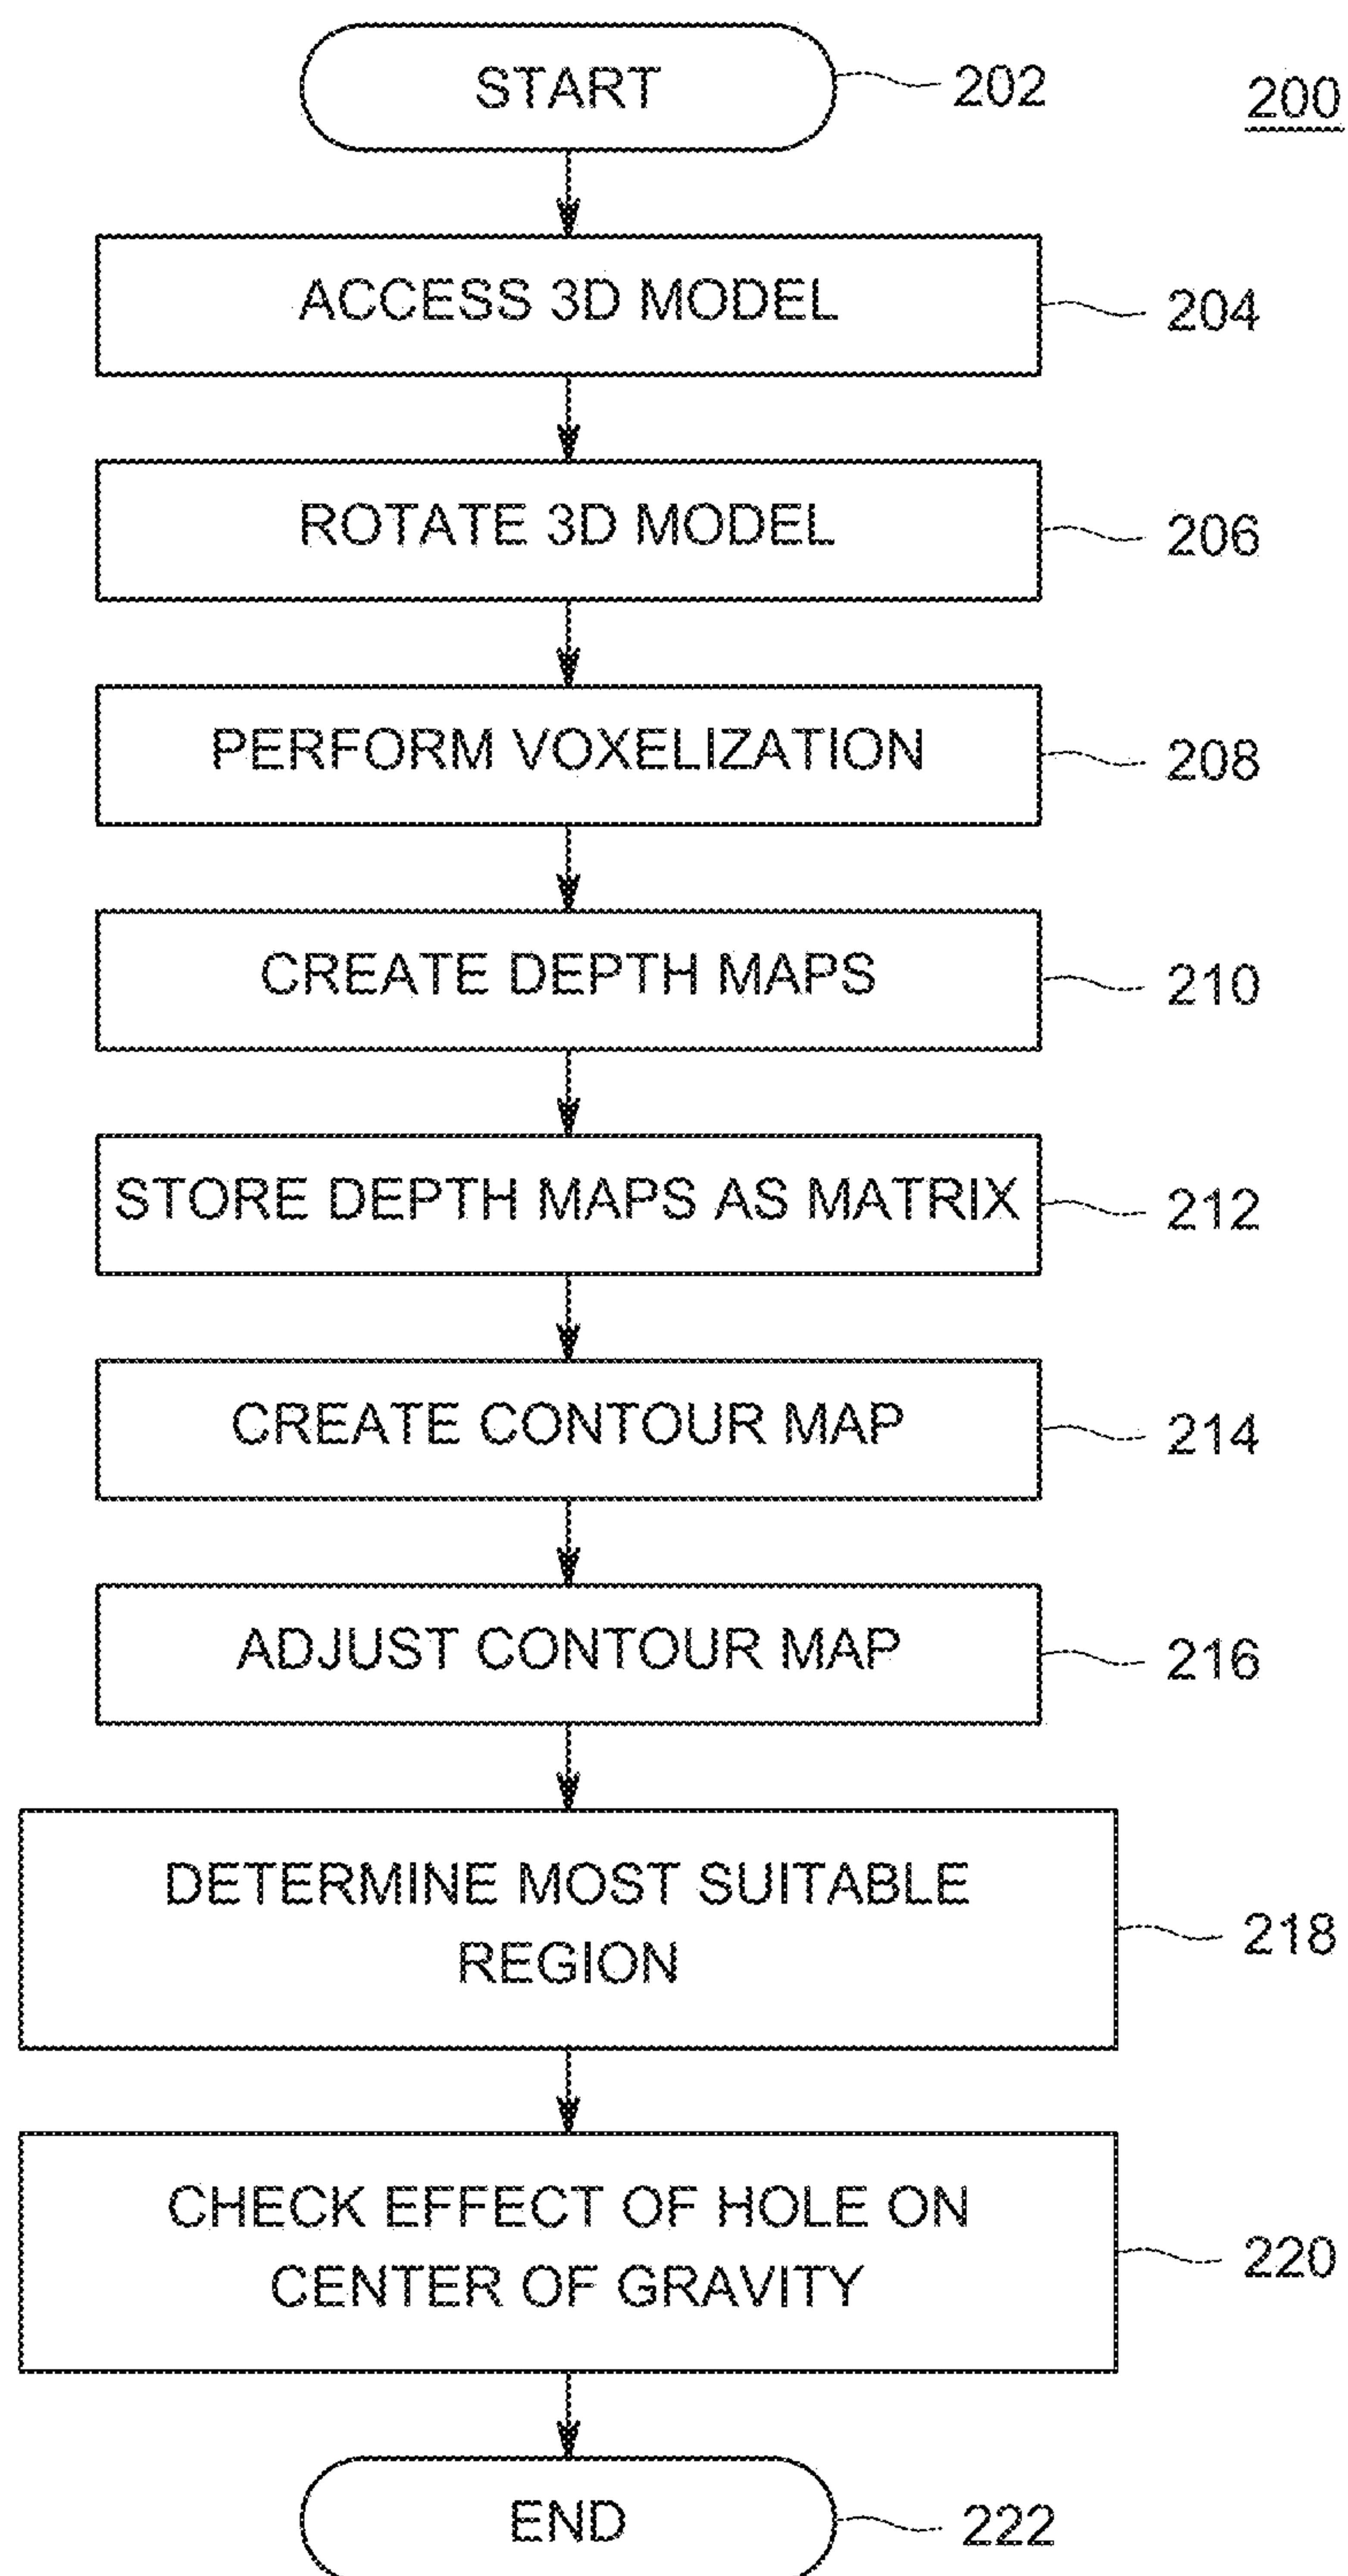 START
202
200
ACCESS 3D MODEL
204
ROTATE 3D MODEL
206
PERFORM VOXELIZATION
208
CREATE DEPTH MAPS
210
STORE DEPTH MAPS AS MATRIX
212
CREATE CONTOUR MAP
214
ADJUST CONTOUR MAP
216
DETERMINE MOST SUITABLE
REGION
218
CHECK EFFECT OF HOLE ON
CENTER OF GRAVITY
220
END
222